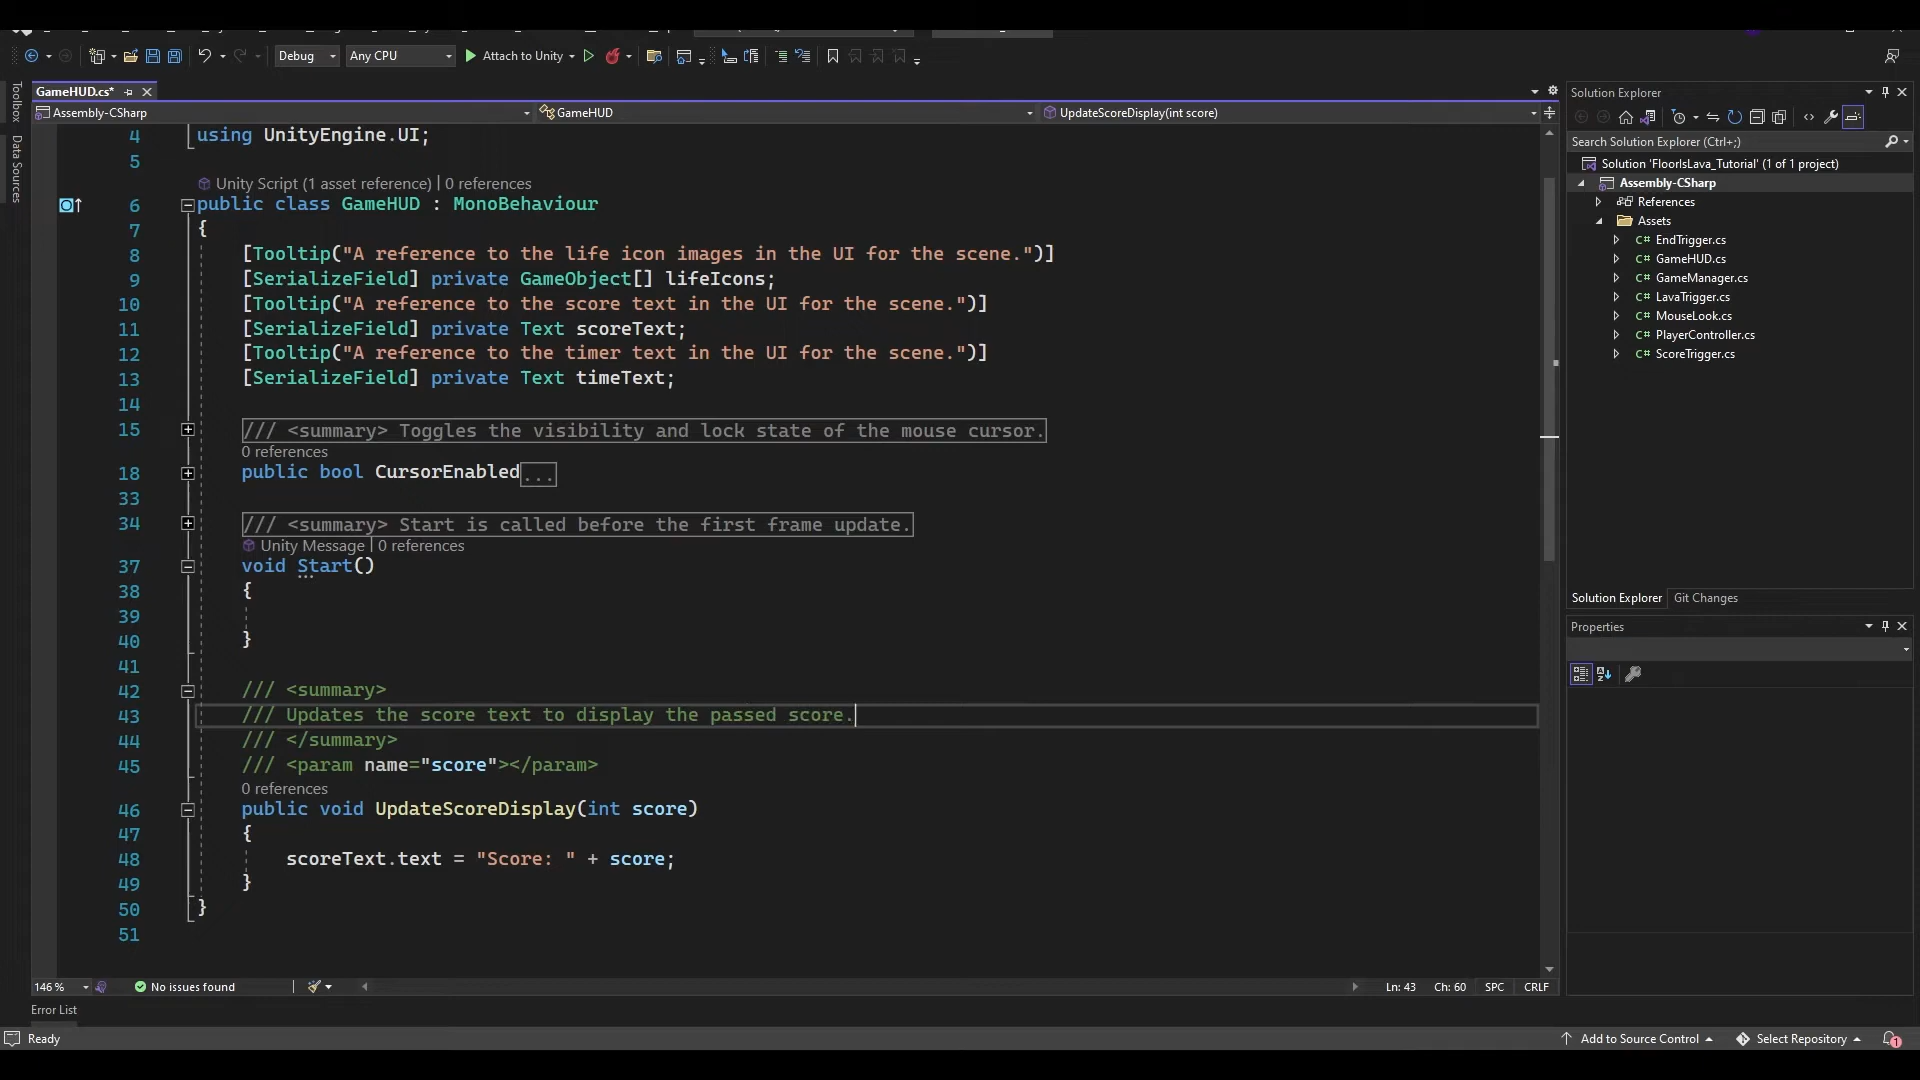 Debug
Any CPU
Attach to Unity
Toolbox
Data Sources
GameHUD.cs*
Assembly-CSharp
GameHUD
UpdateScoreDisplay(int score)
4 using UnityEngine.UI;
5
Unity Script (1 asset reference) | 0 references
6 public class GameHUD : MonoBehaviour
7 {
8 [Tooltip("A reference to the life icon images in the UI for the scene.")]
9 [SerializeField] private GameObject[] lifeIcons;
10 [Tooltip("A reference to the score text in the UI for the scene.")]
11 [SerializeField] private Text scoreText;
12 [Tooltip("A reference to the timer text in the UI for the scene.")]
13 [SerializeField] private Text timeText;
14
15 /// <summary> Toggles the visibility and lock state of the mouse cursor.
0 references
18 public bool CursorEnabled...
33
34 /// <summary> Start is called before the first frame update.
Unity Message | 0 references
37 void Start()
38 {
39
40 }
41
42 /// <summary>
43 /// Updates the score text to display the passed score.
44 /// </summary>
45 /// <param name="score"></param>
0 references
46 public void UpdateScoreDisplay(int score)
47 {
48 scoreText.text = "Score: " + score;
49 }
50 }
51
146 %
No issues found
Ln: 43
Ch: 60
SPC
CRLF
Error List
Ready
Solution Explorer
Search Solution Explorer (Ctrl+;)
Solution 'FloorIsLava_Tutorial' (1 of 1 project)
Assembly-CSharp
References
Assets
C# EndTrigger.cs
C# GameHUD.cs
C# GameManager.cs
C# LavaTrigger.cs
C# MouseLook.cs
C# PlayerController.cs
C# ScoreTrigger.cs
Solution Explorer
Git Changes
Properties
Add to Source Control
Select Repository
1